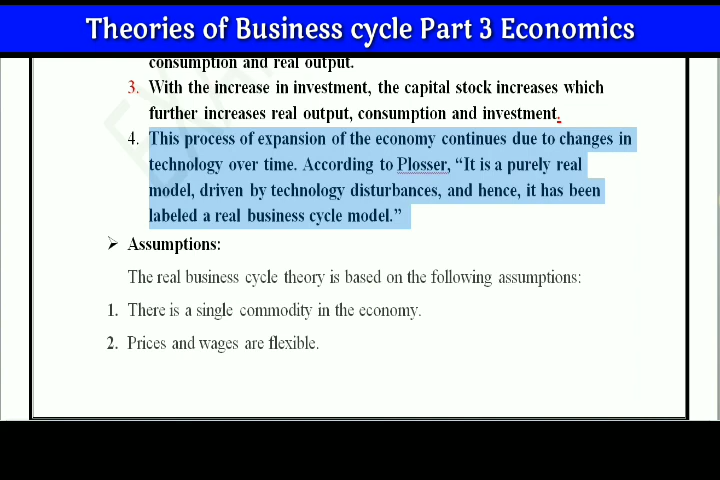 Theories of Business cycle Part 3 Economics
consumption and real output.
3. With the increase in investment, the capital stock increases which
further increases real output, consumption and investment.
4. This process of expansion of the economy continues due to changes in
technology over time. According to Plosser, “It is a purely real
model, driven by technology disturbances, and hence, it has been
labeled a real business cycle model.”
➢ Assumptions:
The real business cycle theory is based on the following assumptions:
1. There is a single commodity in the economy.
2. Prices and wages are flexible.